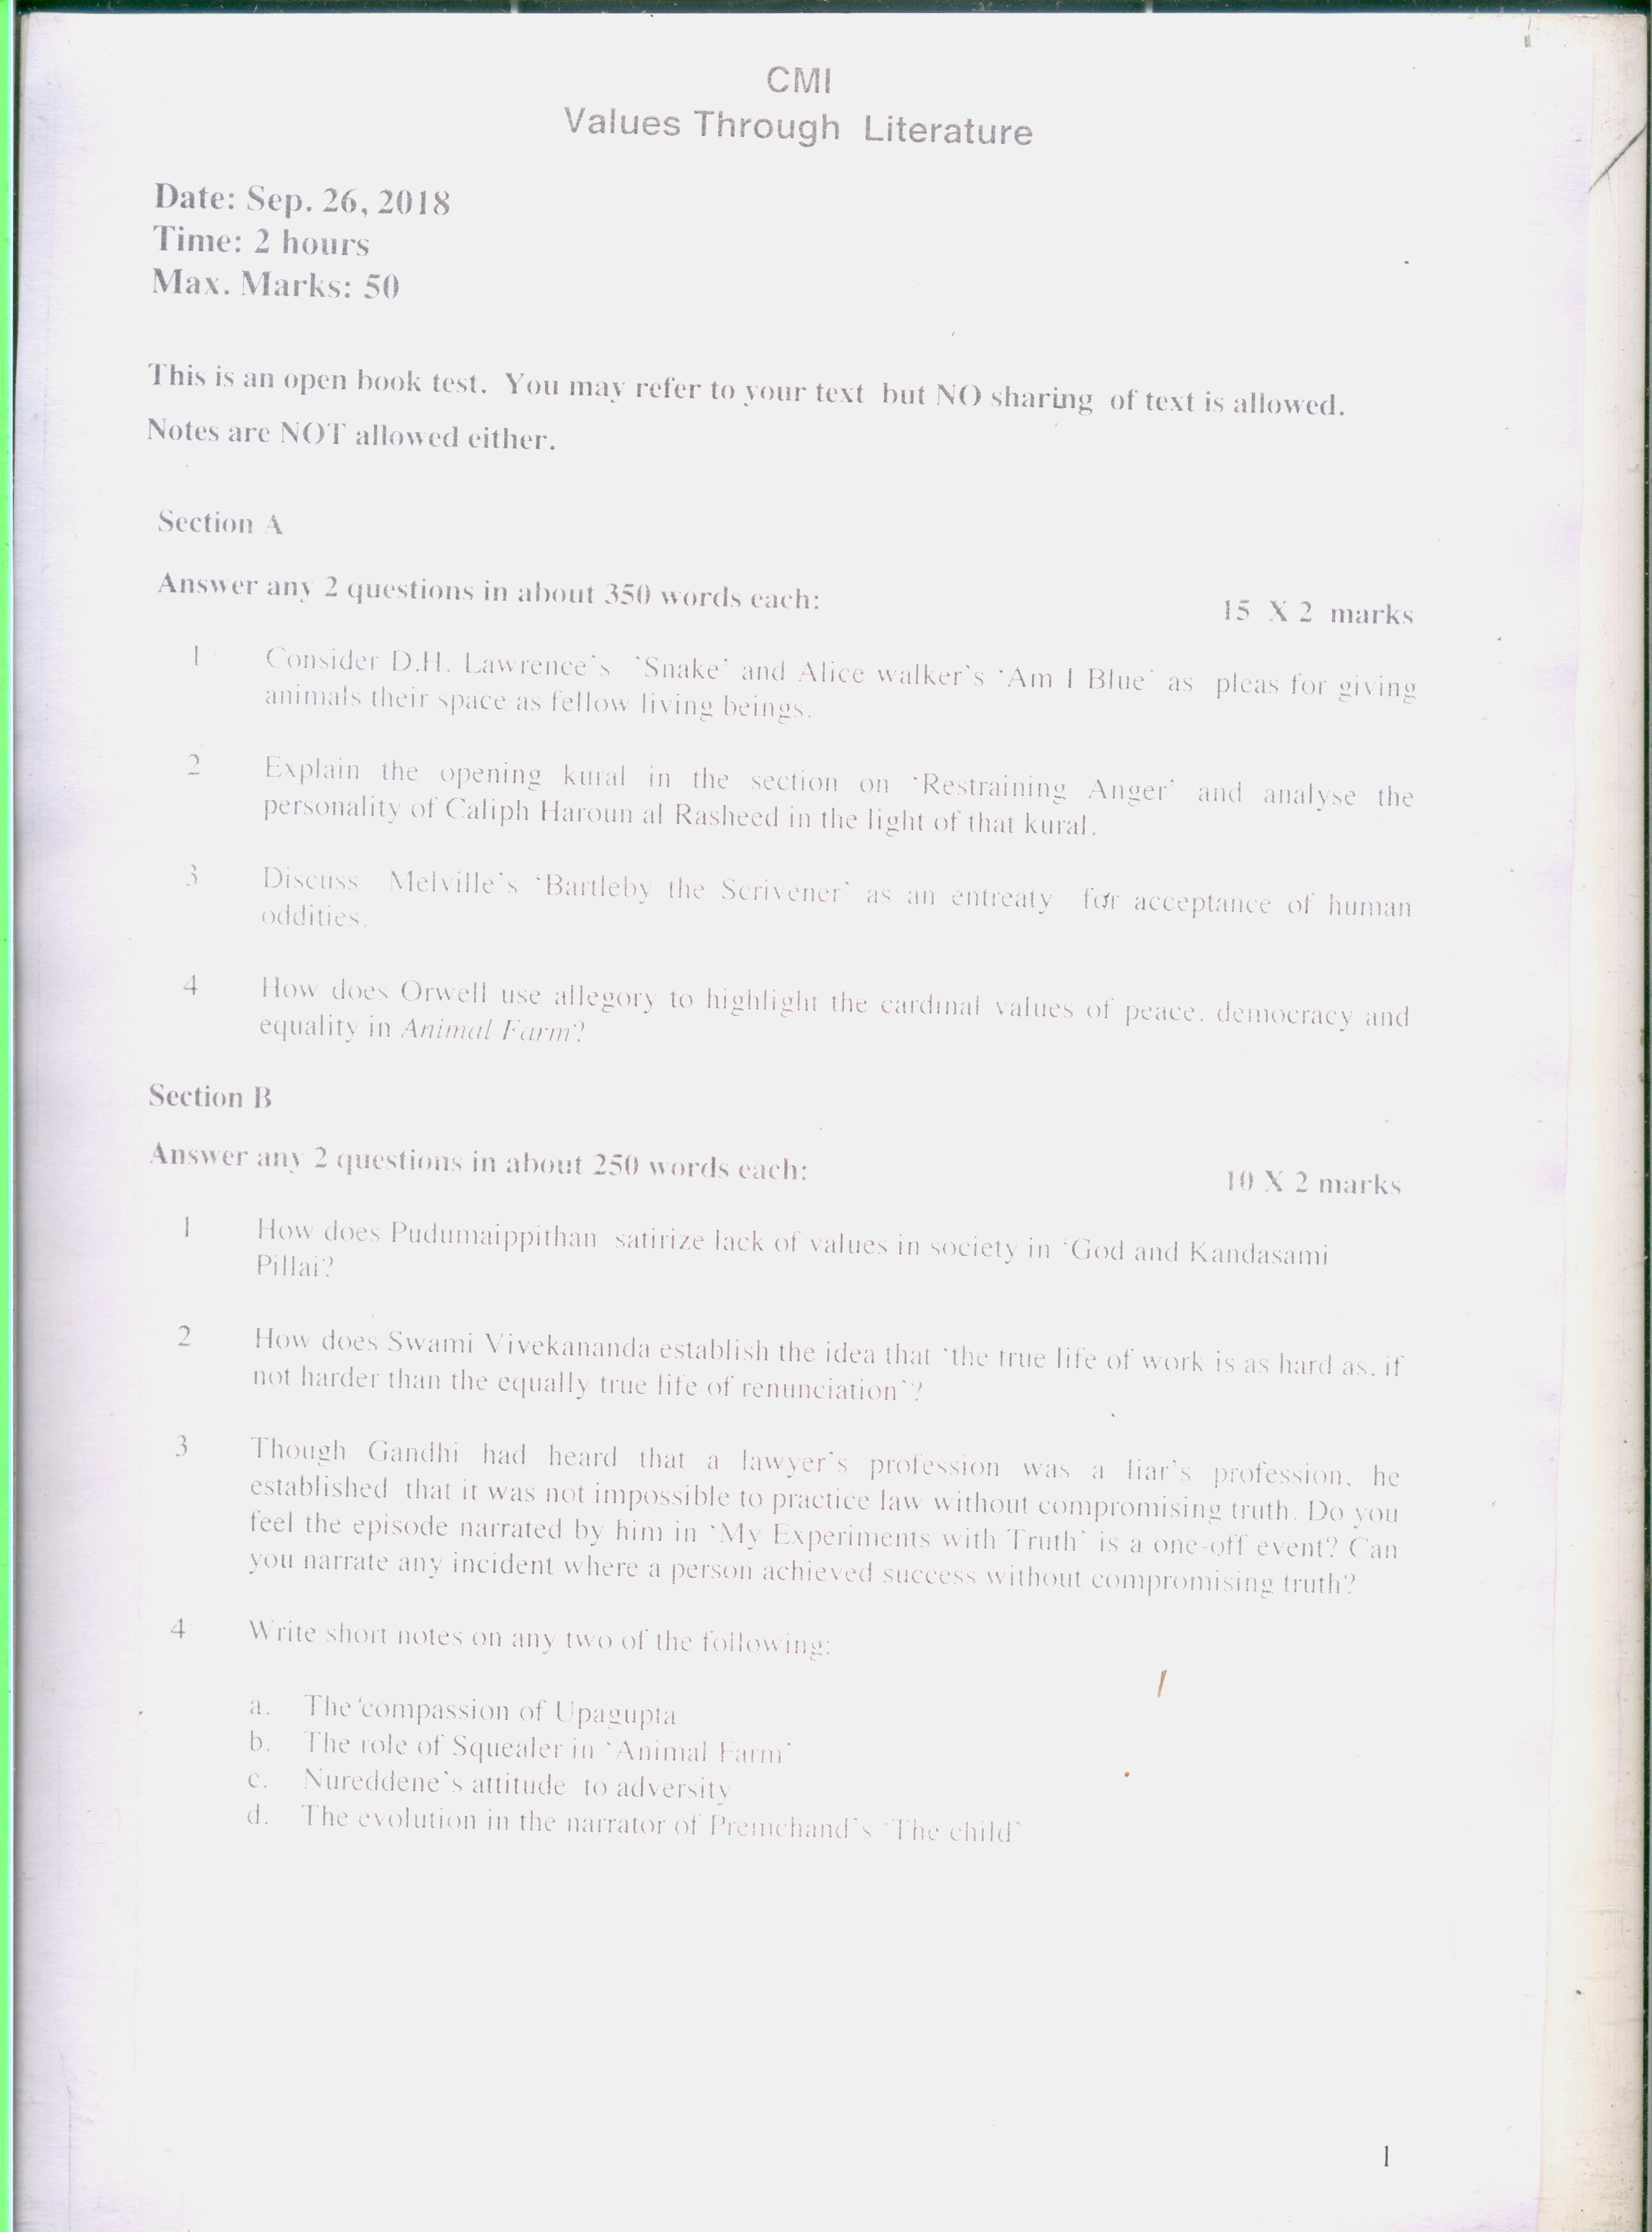 CMI
Values Through Literature
Date: Sep. 26, 2018
Time: 2 hours
Max. Marks: 50
This is an open book test. You may refer to your text but NO sharing of text is allowed.
Notes are NOT allowed either.
Section A
Answer any 2 questions in about 350 words each:
15 X 2 marks
1 Consider D.H. Lawrence's 'Snake' and Alice walker's 'Am I Blue' as pleas for giving
animals their space as fellow living beings.
2 Explain the opening kural in the section on 'Restraining Anger' and analyse the
personality of Caliph Haroun al Rasheed in the light of that kural.
3 Discuss Melville's 'Bartleby the Scrivener' as an entreaty for acceptance of human
oddities.
4 How does Orwell use allegory to highlight the cardinal values of peace, democracy and
equality in Animal Farm?
Section B
Answer any 2 questions in about 250 words each:
10 X 2 marks
1 How does Pudumaippithan satirize lack of values in society in 'God and Kandasami
Pillai?
2 How does Swami Vivekananda establish the idea that 'the true life of work is as hard as, if
not harder than the equally true life of renunciation'?
3 Though Gandhi had heard that a lawyer's profession was a liar's profession, he
established that it was not impossible to practice law without compromising truth. Do you
feel the episode narrated by him in 'My Experiments with Truth' is a one-off event? Can
you narrate any incident where a person achieved success without compromising truth?
4 Write short notes on any two of the following:
a. The compassion of Upagupta
b. The role of Squealer in 'Animal Farm'
c. Nureddene's attitude to adversity
d. The evolution in the narrator of Premchand's 'The child'
1